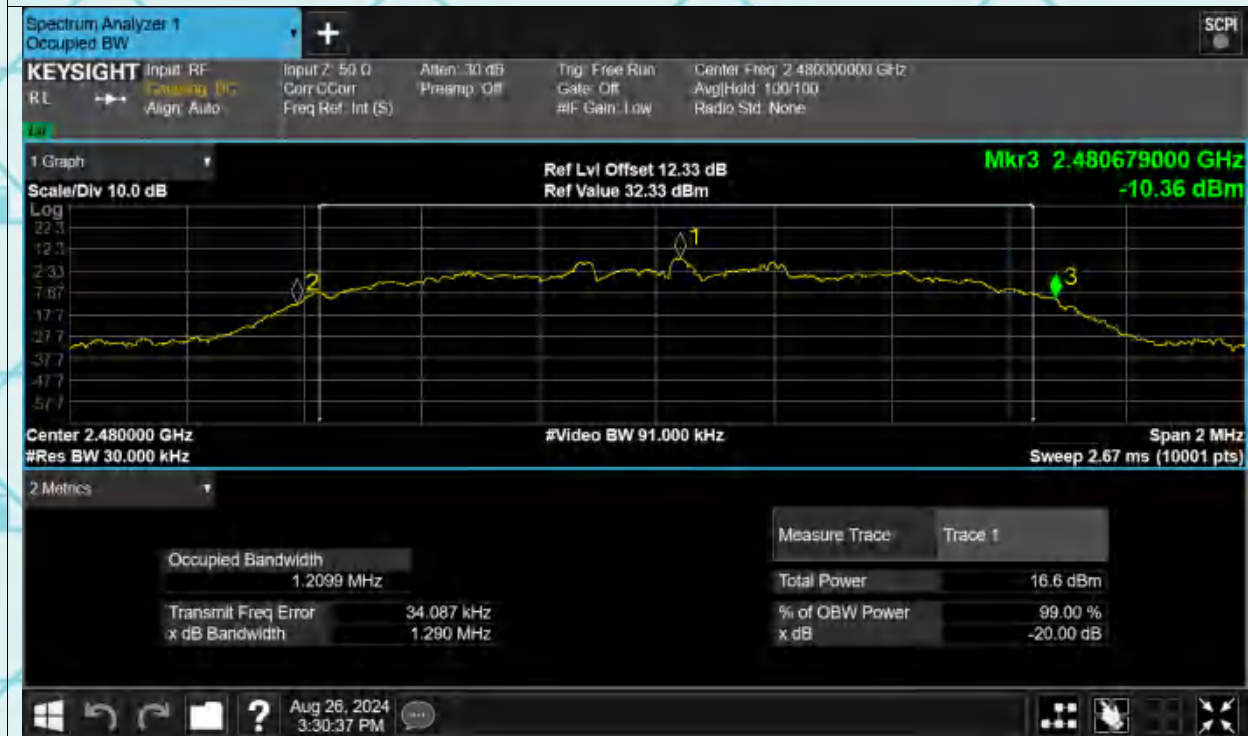 Spectrum Analyzer 1
Occupied BW
SCPI
KEYSIGHT
RL
Input: RF
Coupling: DC
Align: Auto
Input Z: 50 Ω
Corr CCorr
Freq Ref: Int (S)
Atten: 30 dB
Preamp: Off
Trig: Free Run
Gate: Off
#IF Gain: Low
Center Freq: 2.480000000 GHz
Avg|Hold: 100/100
Radio Std: None
1 Graph
Scale/Div 10.0 dB
Ref Lvl Offset 12.33 dB
Ref Value 32.33 dBm
Mkr3 2.480679000 GHz
-10.36 dBm
Log
22.3
12.3
2.33
-7.67
-17.7
-27.7
-37.7
-47.7
-57.7
1
2
3
Center 2.480000 GHz
#Res BW 30.000 kHz
#Video BW 91.000 kHz
Span 2 MHz
Sweep 2.67 ms (10001 pts)
2 Metrics
Occupied Bandwidth
1.2099 MHz
Transmit Freq Error 34.087 kHz
x dB Bandwidth 1.290 MHz
Measure Trace Trace 1
Total Power 16.6 dBm
% of OBW Power 99.00 %
x dB -20.00 dB
?
Aug 26, 2024
3:30:37 PM